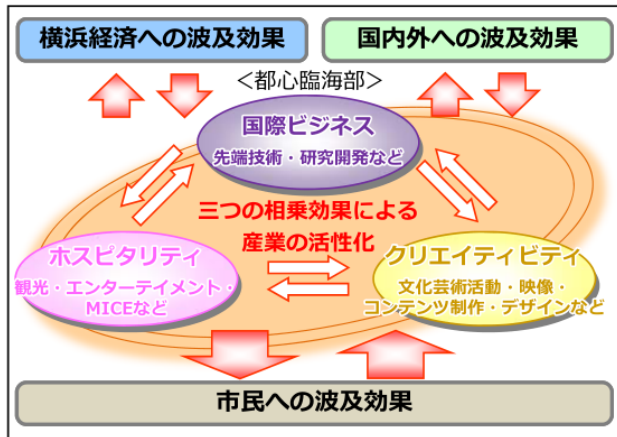 横浜経済への波及効果
国内外への波及効果
＜都心臨海部＞
国際ビジネス
先端技術・研究開発など
三つの相乗効果による
産業の活性化
ホスピタリティ
観光・エンターテイメント・
MICEなど
クリエイティビティ
文化芸術活動・映像・
コンテンツ制作・デザインなど
市民への波及効果